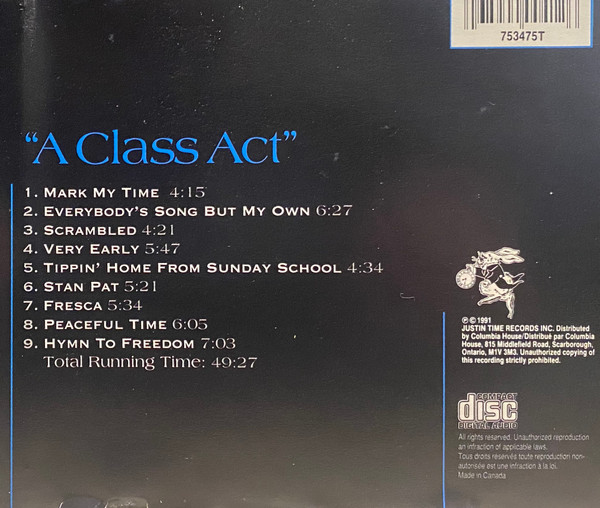 753475T
“A Class Act”
1. Mark My Time 4:15
2. Everybody’s Song But My Own 6:27
3. Scrambled 4:21
4. Very Early 5:47
5. Tippin’ Home From Sunday School 4:34
6. Stan Pat 5:21
7. Fresca 5:34
8. Peaceful Time 6:05
9. Hymn To Freedom 7:03
Total Running Time: 49:27
℗ © 1991
JUSTIN TIME RECORDS INC. Distributed
by Columbia House/Distribué par Columbia
House, 815 Middlefield Road, Scarborough,
Ontario, M1V 3M3. Unauthorized copying of
this recording strictly prohibited.
COMPACT
disc
DIGITAL AUDIO
All rights reserved. Unauthorized reproduction
an infraction of applicable laws.
Tous droits reservés toute reproduction non-
autorisée est une infraction à la loi.
Made in Canada